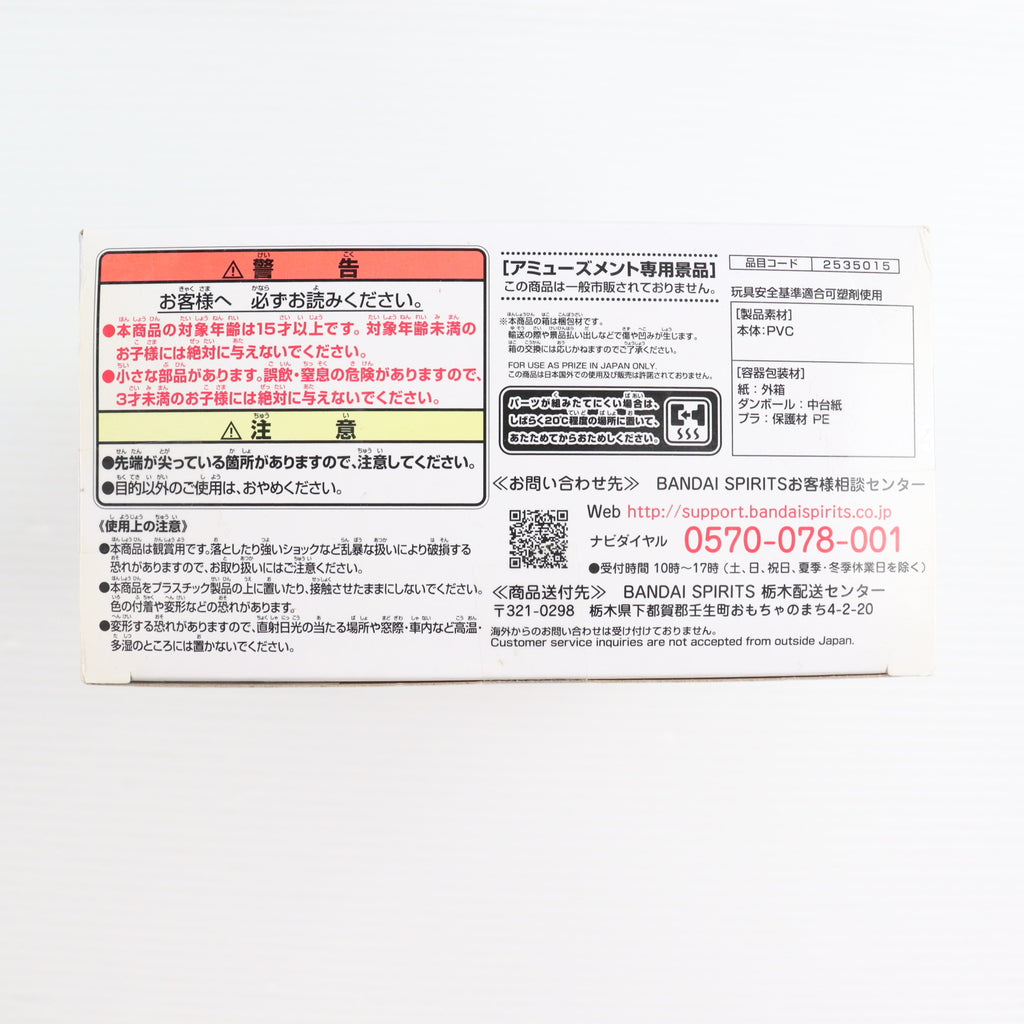 ⚠警告
お客様へ 必ずお読みください。
●本商品の対象年齢は15才以上です。対象年齢未満の
お子様には絶対に与えないでください。
●小さな部品があります。誤飲・窒息の危険がありますので、
3才未満のお子様には絶対に与えないでください。
⚠注意
●先端が尖っている箇所がありますので、注意してください。
●目的以外のご使用は、おやめください。
《使用上の注意》
●本商品は観賞用です。落としたり強いショックなど乱暴な扱いにより破損する
恐れがありますので、お取り扱いにはご注意ください。
●本商品をプラスチック製品の上に置いたり、接触させたままにしないでください。
色の付着や変形などの恐れがあります。
●変形する恐れがありますので、直射日光の当たる場所や窓際・車内など高温・
多湿のところには置かないでください。
[アミューズメント専用景品]
この商品は一般市販されておりません。
※本商品の箱は梱包材です。
輸送の際や景品払い出しなどで傷や凹みが生じます。
箱の交換には応じかねますのでご了承ください。
FOR USE AS PRIZE IN JAPAN ONLY.
この商品は日本国外での使用及び販売は許諾されておりません。
パーツが組みたてにくい場合は、
しばらく20℃程度の場所に置いて、
あたためてからおためしください。
品目コード 2535015
玩具安全基準適合可塑剤使用
[製品素材]
本体:PVC
[容器包装材]
紙:外箱
ダンボール:中台紙
プラ:保護材 PE
≪お問い合わせ先≫ BANDAI SPIRITSお客様相談センター
Web http://support.bandaispirits.co.jp
ナビダイヤル 0570-078-001
●受付時間 10時〜17時(土、日、祝日、夏季・冬季休業日を除く)
≪商品送付先≫ BANDAI SPIRITS 栃木配送センター
〒321-0298 栃木県下都賀郡壬生町おもちゃのまち4-2-20
海外からのお問い合わせは受け付けておりません。
Customer service inquiries are not accepted from outside Japan.